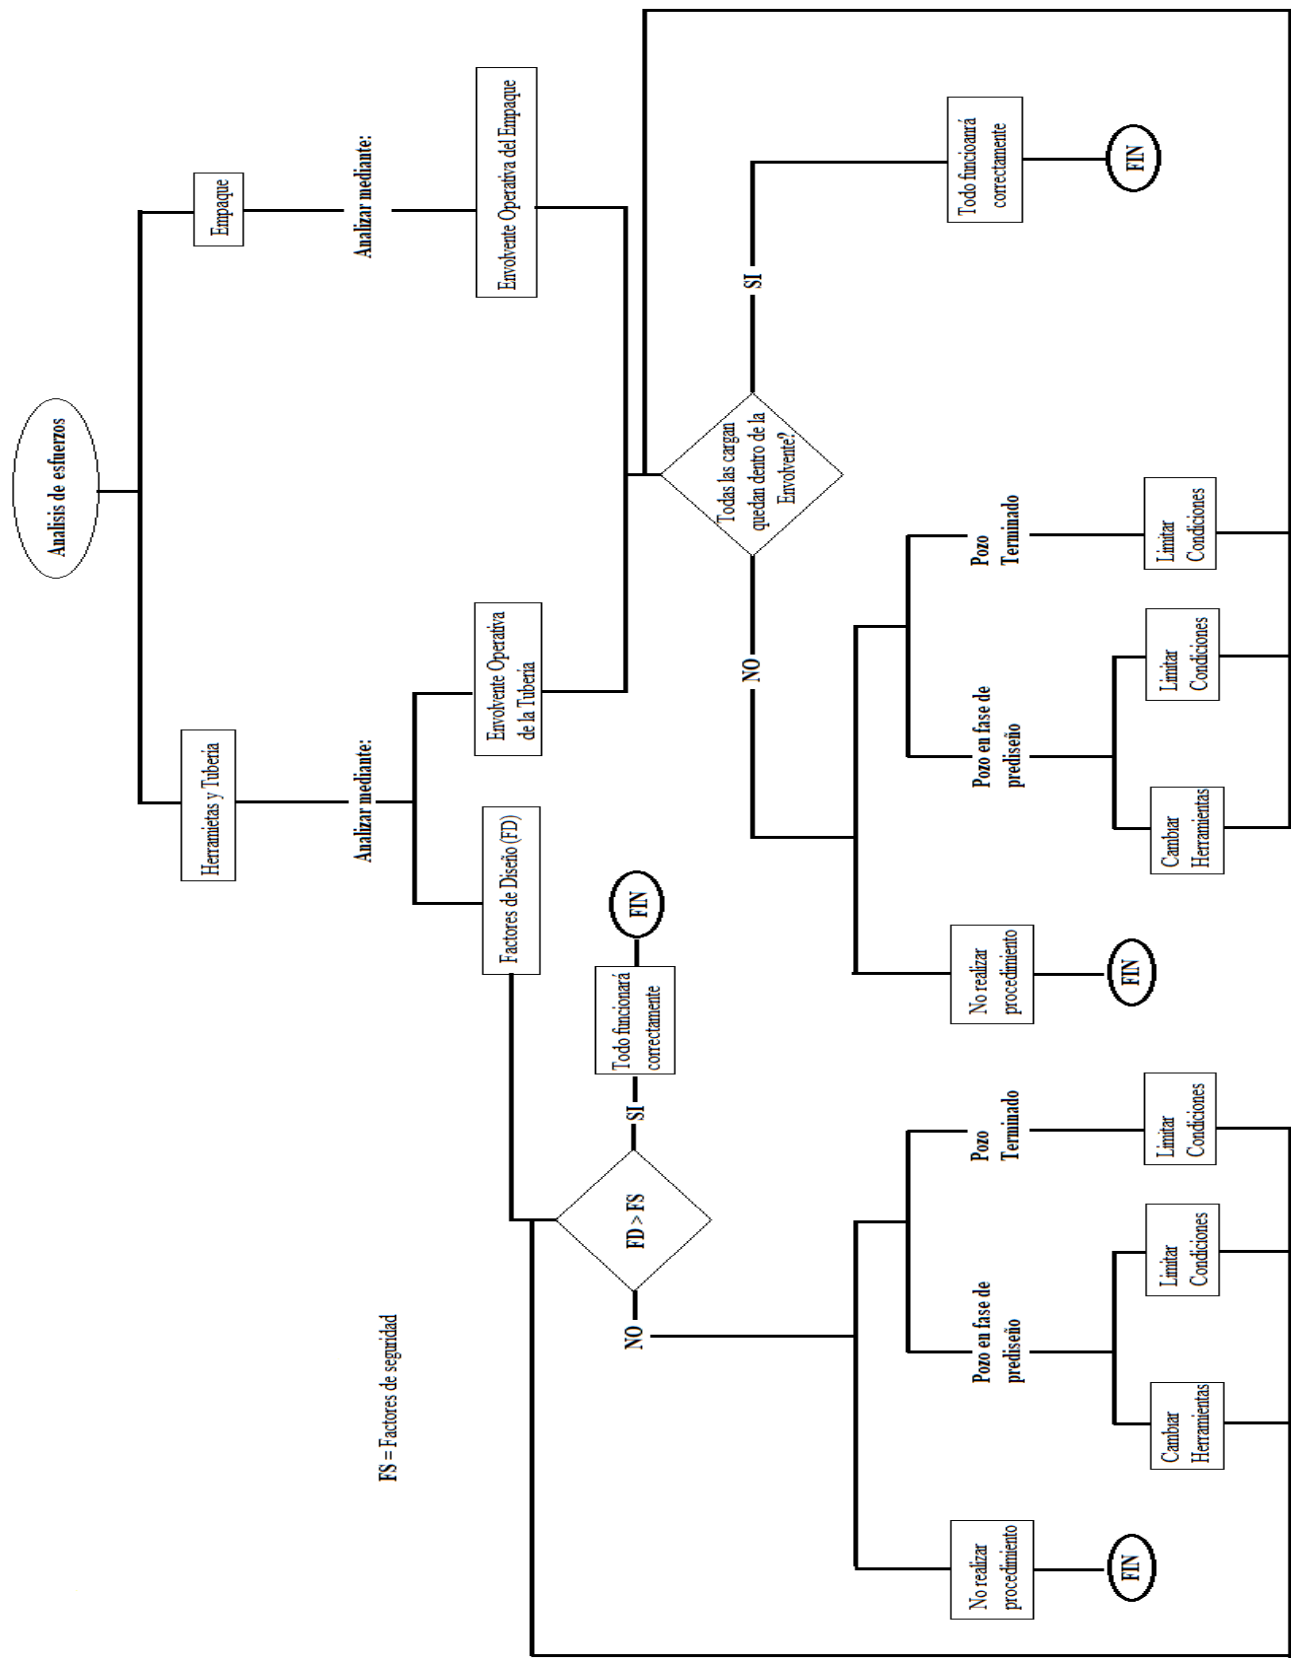 Analisis de esfuerzos
Herramietas y Tubería
Empaque
Analizar mediante:
Analizar mediante:
Factores de Diseño (FD)
Envolvente Operativa
de la Tubería
Envolvente Operativa del Empaque
FS = Factores de seguridad
FD > FS
NO
SI
Todo funcionará
correctamente
FIN
No realizar
procedimiento
FIN
Pozo en fase de
prediseño
Pozo
Terminado
Cambiar
Herramientas
Limitar
Condiciones
Limitar
Condiciones
Todas las cargan
quedan dentro de la
Envolvente?
NO
SI
No realizar
procedimiento
FIN
Pozo en fase de
prediseño
Pozo
Terminado
Cambiar
Herramientas
Limitar
Condiciones
Limitar
Condiciones
Todo funcioanrá
correctamente
FIN